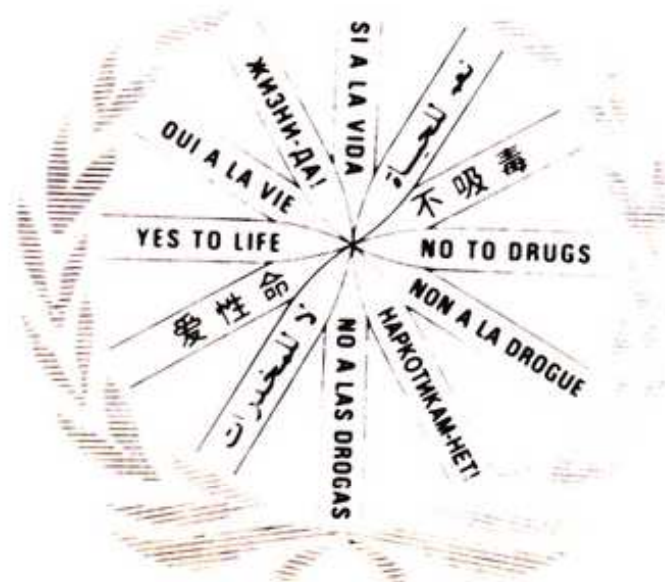 SI A LA VIDA
نعم للحياة
不吸毒
NO TO DRUGS
NON A LA DROGUE
НАРКОТИКАМ-НЕТ!
NO A LAS DROGAS
للمخدرات
爱性命
YES TO LIFE
OUI A LA VIE
ЖИЗНИ-ДА!